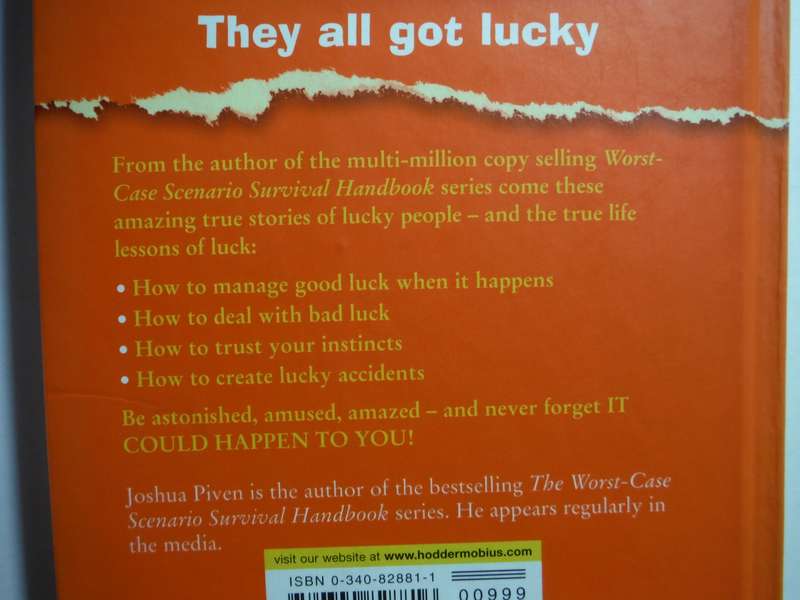 They all got lucky
From the author of the multi-million copy selling Worst-
Case Scenario Survival Handbook series come these
amazing true stories of lucky people – and the true life
lessons of luck:
• How to manage good luck when it happens
• How to deal with bad luck
• How to trust your instincts
• How to create lucky accidents
Be astonished, amused, amazed – and never forget IT
COULD HAPPEN TO YOU!
Joshua Piven is the author of the bestselling The Worst-Case
Scenario Survival Handbook series. He appears regularly in
the media.
visit our website at www.hoddermobius.com
ISBN 0-340-82881-1
00999